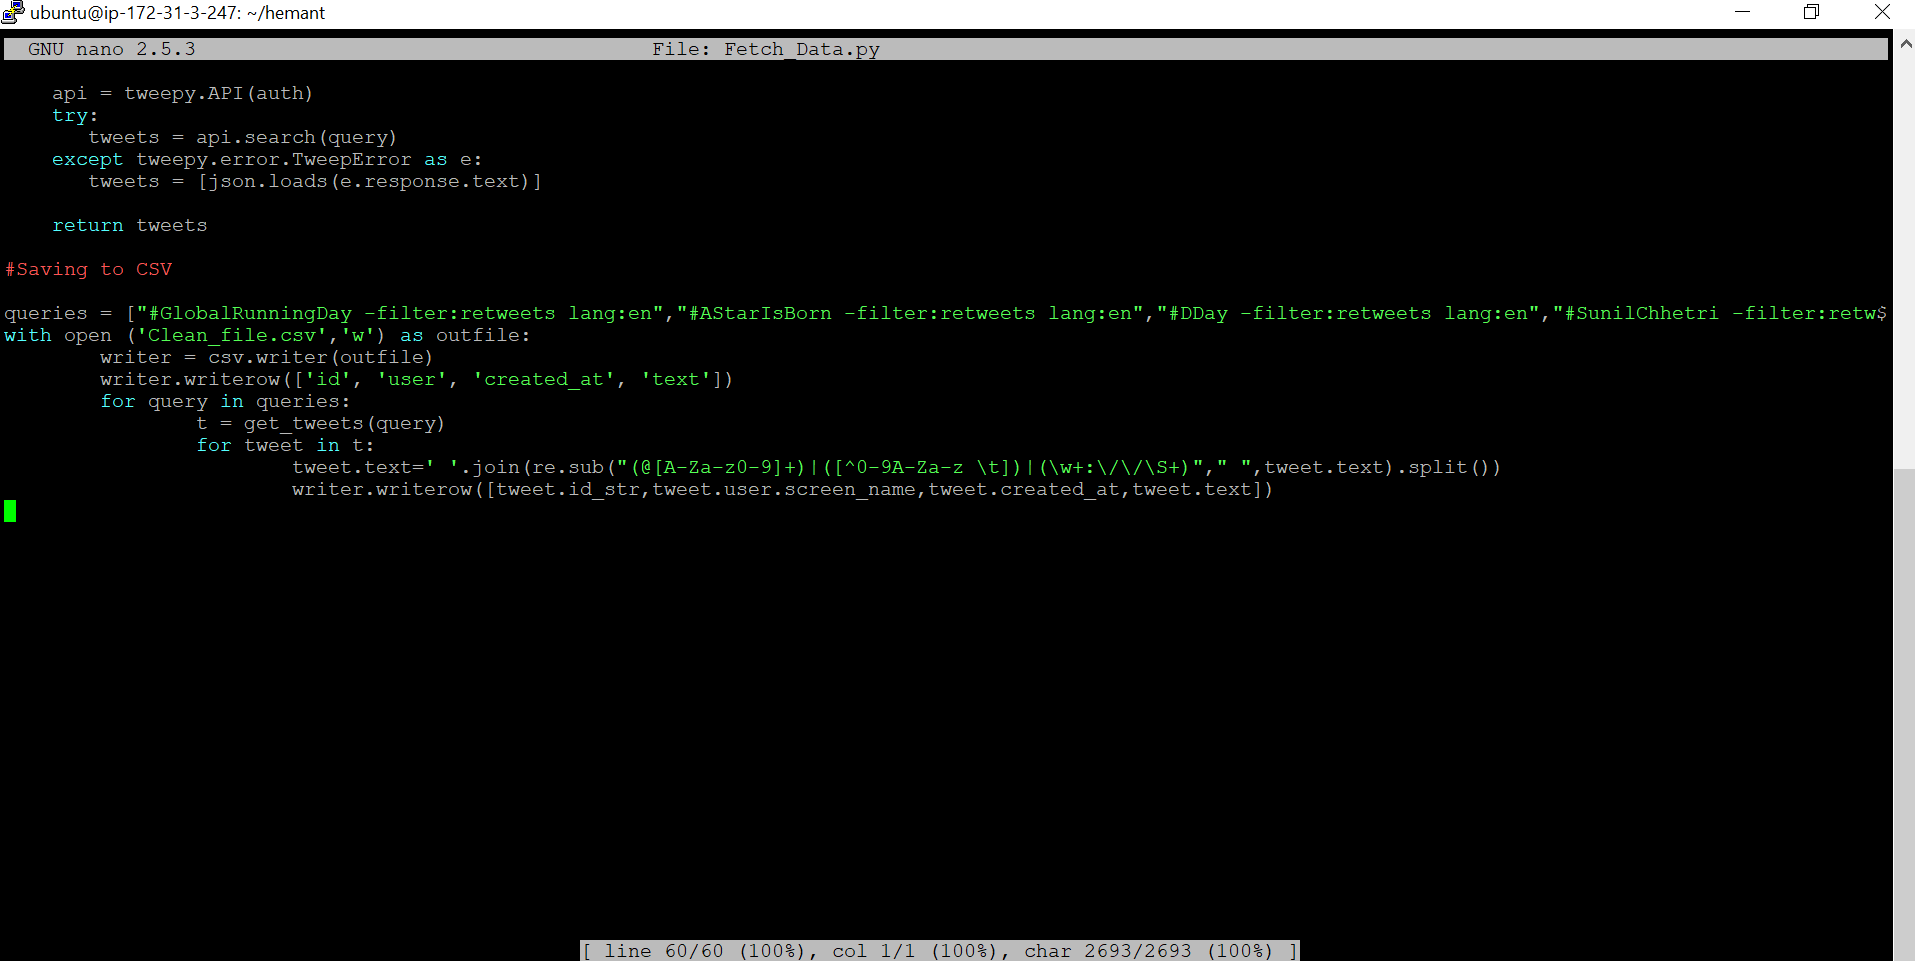 ubuntu@ip-172-31-3-247: ~/hemant
GNU nano 2.5.3 File: Fetch_Data.py
api = tweepy.API(auth)
try:
tweets = api.search(query)
except tweepy.error.TweepError as e:
tweets = [json.loads(e.response.text)]
return tweets
#Saving to CSV
queries = ["#GlobalRunningDay -filter:retweets lang:en","#AStarIsBorn -filter:retweets lang:en","#DDay -filter:retweets lang:en","#SunilChhetri -filter:retw$
with open ('Clean_file.csv','w') as outfile:
writer = csv.writer(outfile)
writer.writerow(['id', 'user', 'created_at', 'text'])
for query in queries:
t = get_tweets(query)
for tweet in t:
tweet.text=' '.join(re.sub("(@[A-Za-z0-9]+)|([^0-9A-Za-z \t])|(\w+:\/\/\S+)"," ",tweet.text).split())
writer.writerow([tweet.id_str,tweet.user.screen_name,tweet.created_at,tweet.text])
[ line 60/60 (100%), col 1/1 (100%), char 2693/2693 (100%) ]